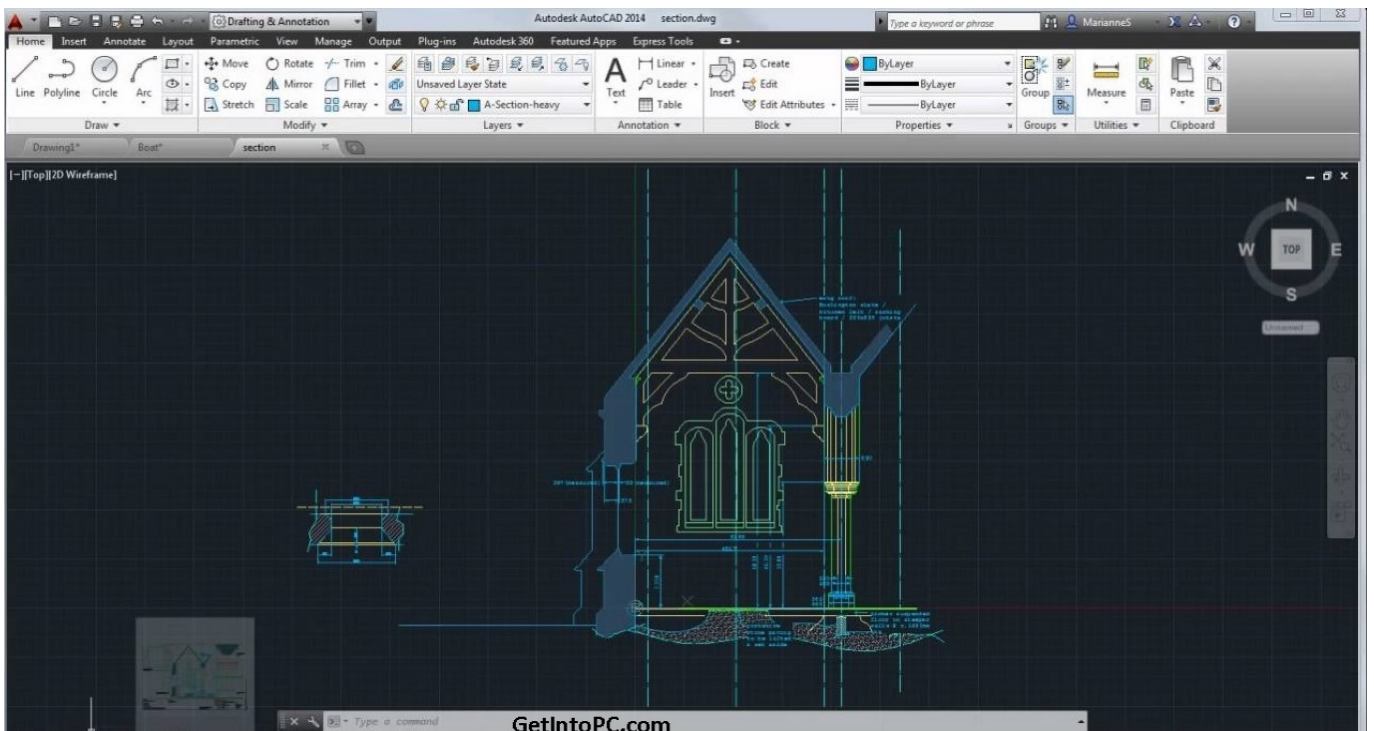 Drafting & Annotation
Autodesk AutoCAD 2014 section.dwg
Type a keyword or phrase
MarianneS
Home Insert Annotate Layout Parametric View Manage Output Plug-ins Autodesk 360 Featured Apps Express Tools
Line Polyline Circle Arc
Move Rotate Trim
Copy Mirror Fillet
Stretch Scale Array
Unsaved Layer State
A-Section-heavy
Text
Linear
Leader
Table
Insert
Create
Edit
Edit Attributes
ByLayer
ByLayer
ByLayer
Group
Measure
Paste
Draw Modify Layers Annotation Block Properties Groups Utilities Clipboard
Drawing1* Boat* section
[−][Top][2D Wireframe]
N
W TOP E
S
Unnamed
Type a command
GetIntoPC.com